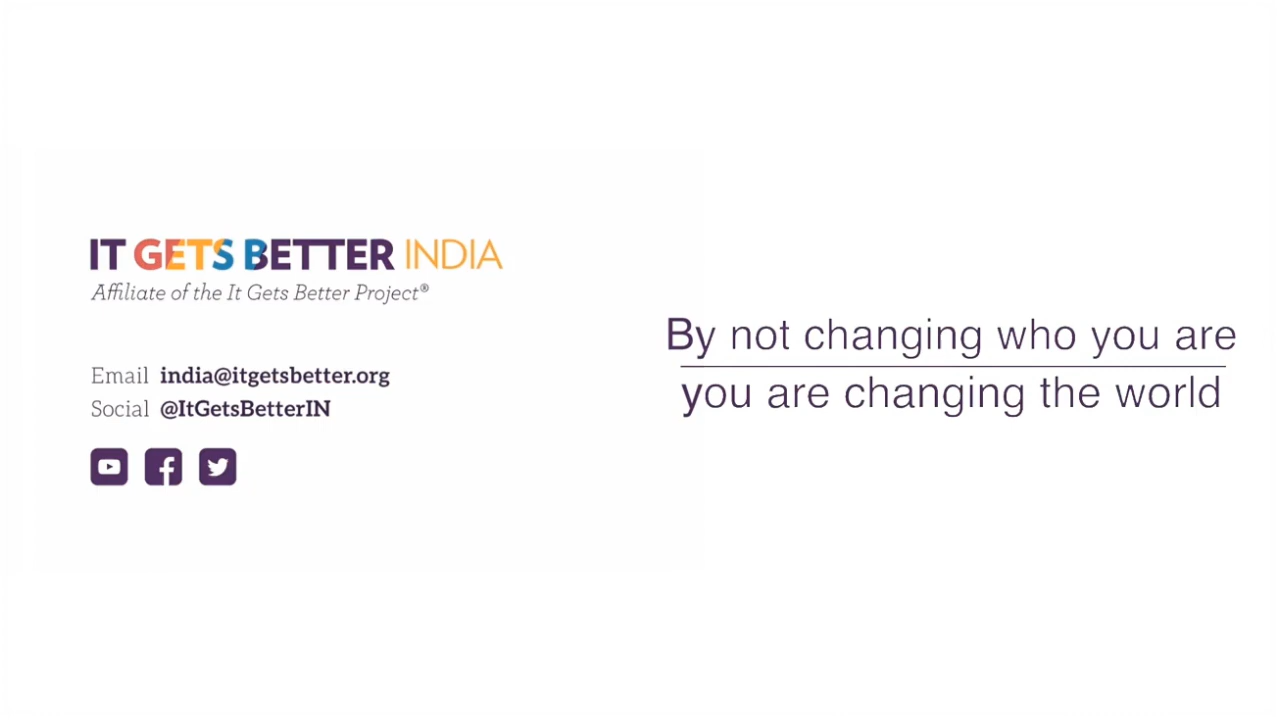 IT GETS BETTER INDIA
Affiliate of the It Gets Better Project®
Email india@itgetsbetter.org
Social @ItGetsBetterIN
By not changing who you are
you are changing the world